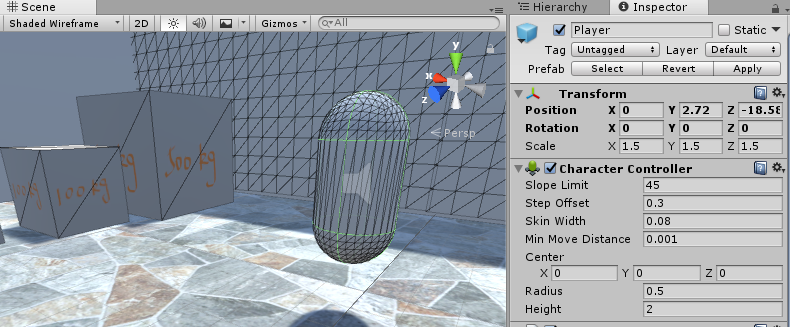 Scene
Hierarchy
Inspector
Shaded Wireframe
2D
Gizmos
All
Player
Static
Tag
Untagged
Layer
Default
Prefab
Select
Revert
Apply
Transform
Position X 0 Y 2.72 Z -18.58
Rotation X 0 Y 0 Z 0
Scale X 1.5 Y 1.5 Z 1.5
Character Controller
Slope Limit 45
Step Offset 0.3
Skin Width 0.08
Min Move Distance 0.001
Center
X 0 Y 0 Z 0
Radius 0.5
Height 2
y
x
z
Persp
500 kg
100 kg